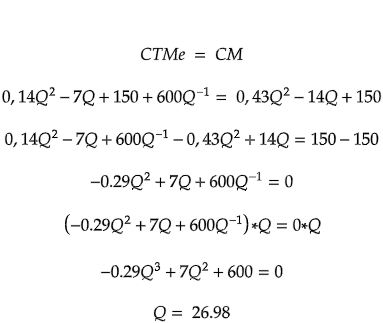 CTMe = CM
0,14Q² − 7Q + 150 + 600Q⁻¹ = 0,43Q² − 14Q + 150
0,14Q² − 7Q + 600Q⁻¹ − 0,43Q² + 14Q = 150 − 150
−0.29Q² + 7Q + 600Q⁻¹ = 0
(−0.29Q² + 7Q + 600Q⁻¹)*Q = 0*Q
−0.29Q³ + 7Q² + 600 = 0
Q = 26.98